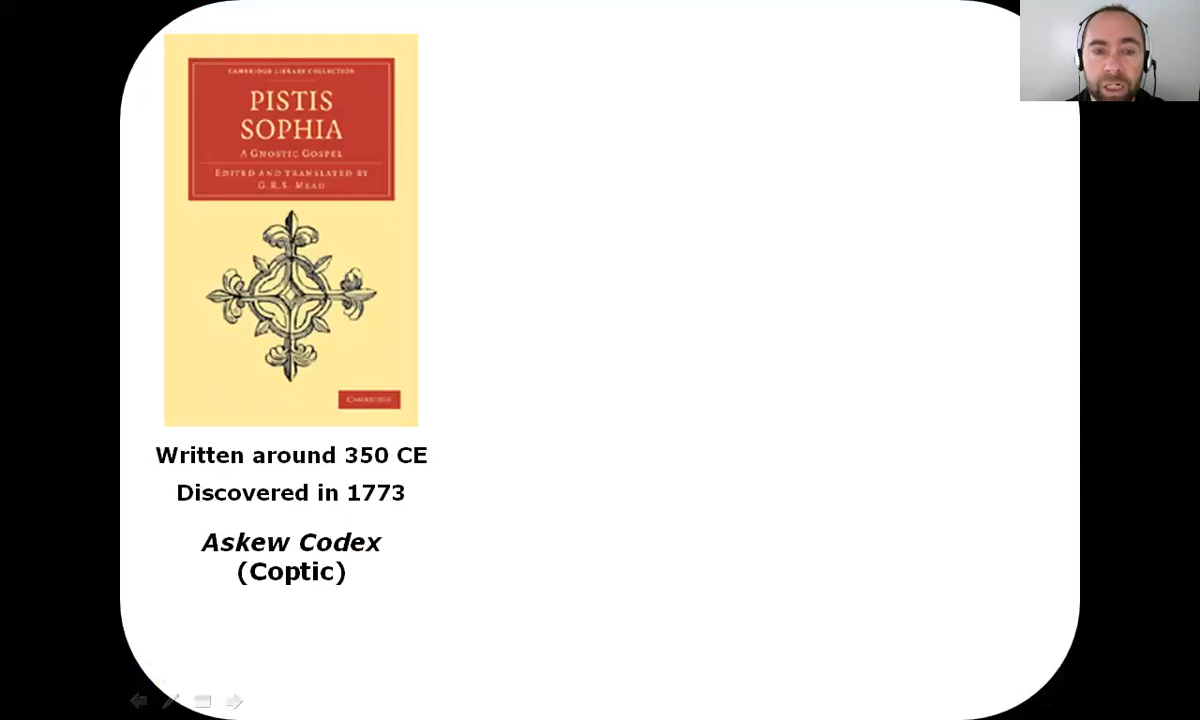 CAMBRIDGE LIBRARY COLLECTION
PISTIS
SOPHIA
A GNOSTIC GOSPEL
EDITED AND TRANSLATED BY
G.R.S. MEAD
CAMBRIDGE
Written around 350 CE
Discovered in 1773
Askew Codex
(Coptic)